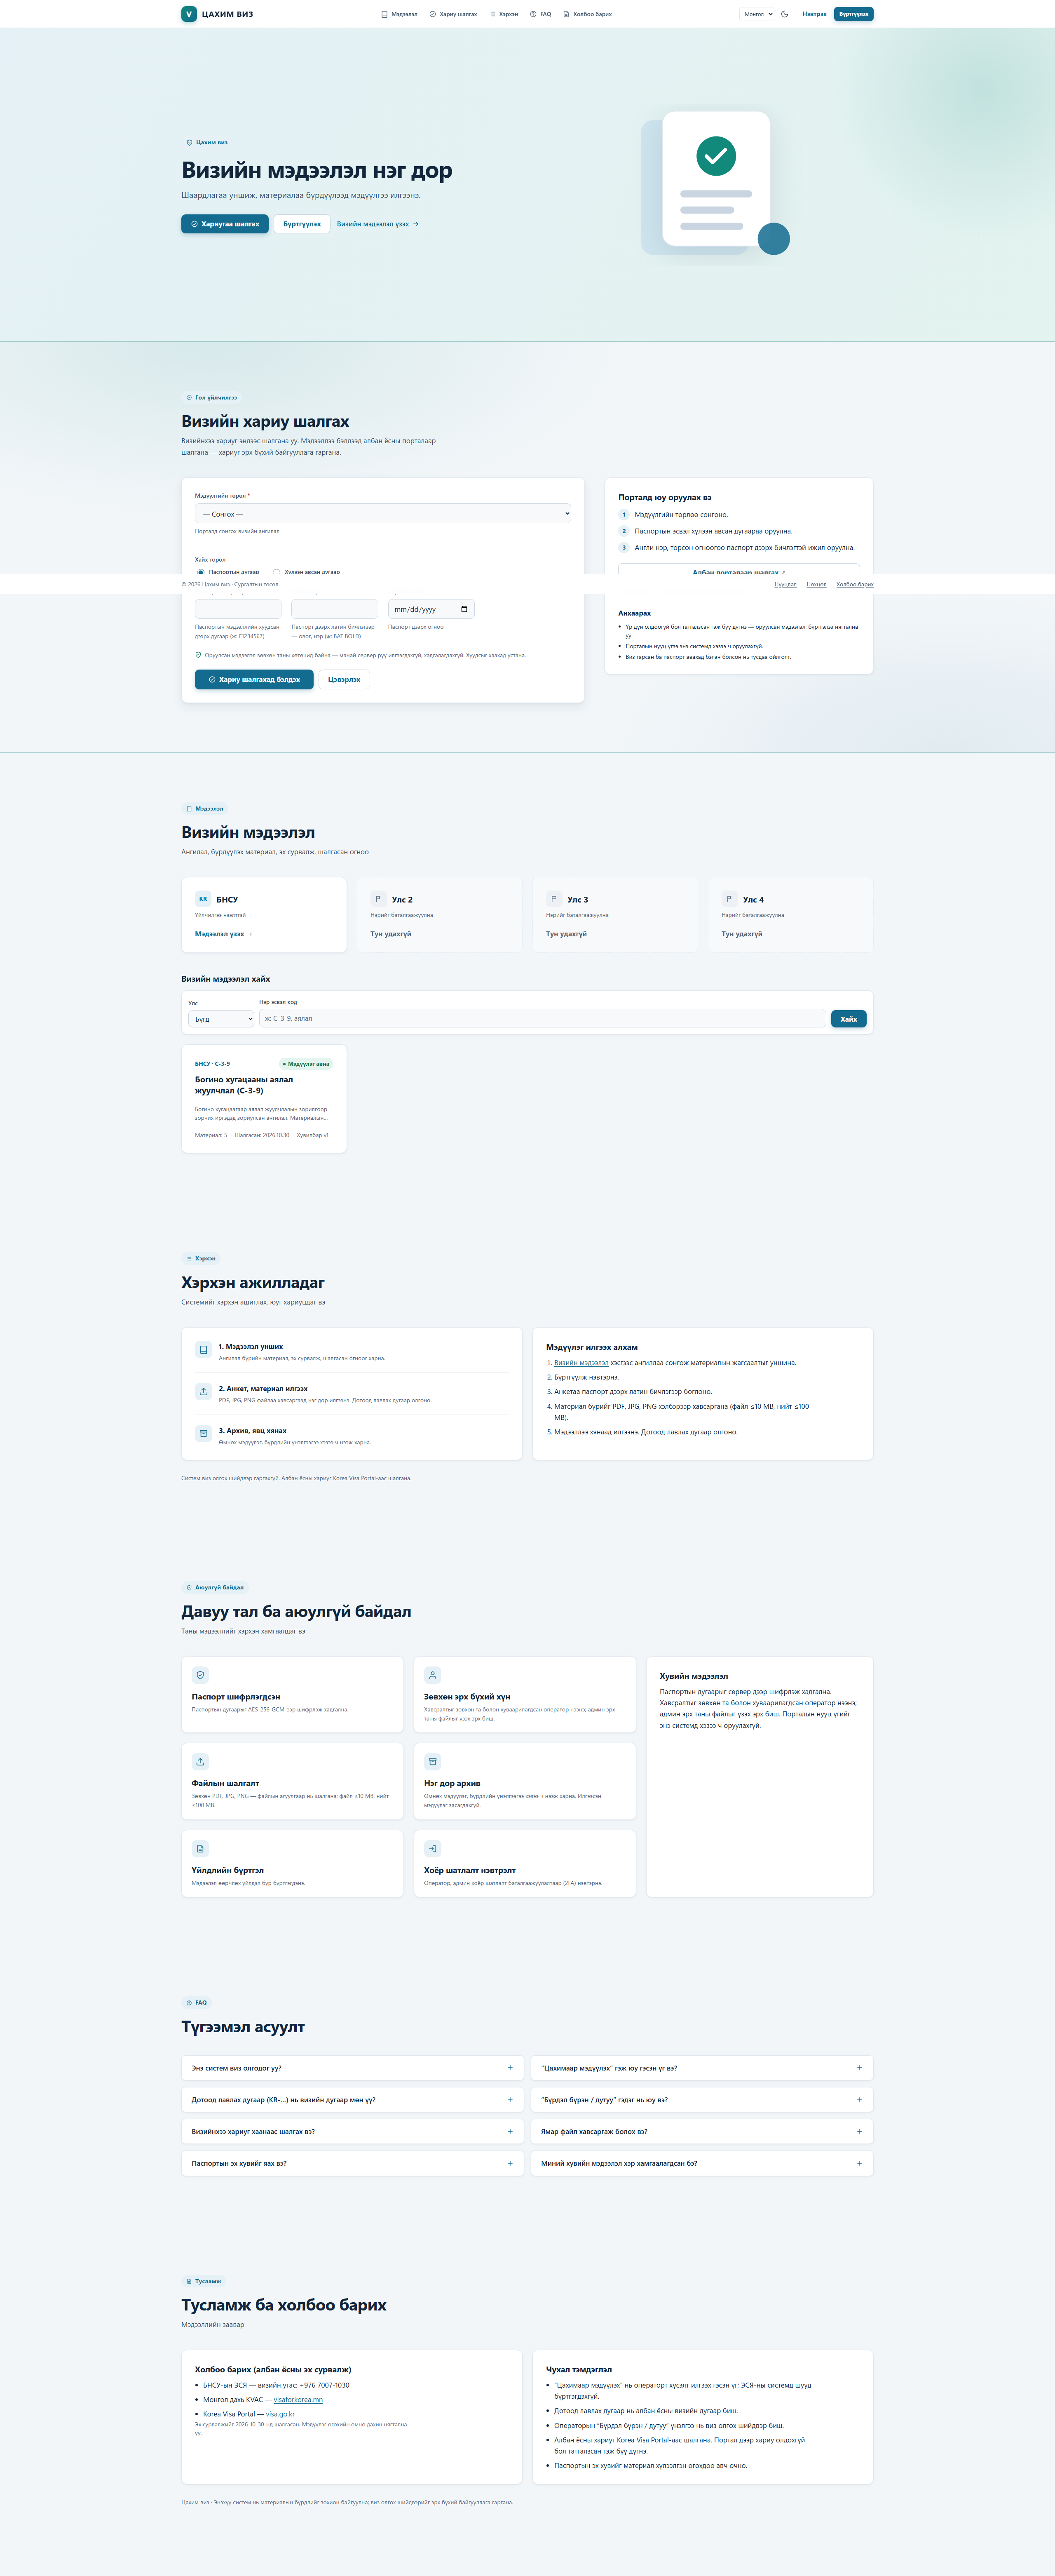 V ЦАХИМ ВИЗ
Мэдээлэл Хариу шалгах Хэрхэн FAQ Холбоо барих
Монгол Нэвтрэх Бүртгүүлэх
Цахим виз
Визийн мэдээлэл нэг дор
Шаардлагаа уншиж, материалаа бүрдүүлээд мэдүүлгээ илгээнэ.
Хариугаа шалгах Бүртгүүлэх Визийн мэдээлэл үзэх →
Гол үйлчилгээ
Визийн хариу шалгах
Визийнхээ хариуг эндээс шалгана уу. Мэдээллээ бэлдээд албан ёсны порталаар
шалгана — хариуг эрх бүхий байгууллага гаргана.
Мэдүүлгийн төрөл *
— Сонгох —
Порталд сонгох визийн ангилал
Хайх төрөл
Паспортын дугаар Хүлээн авсан дугаар
Порталд юу оруулах вэ
1 Мэдүүлгийн төрлөө сонгоно.
2 Паспортын эсвэл хүлээн авсан дугаараа оруулна.
3 Англи нэр, төрсөн огноогоо паспорт дээрх бичлэгтэй ижил оруулна.
Албан порталаар шалгах ↗
© 2026 Цахим виз · Сургалтын төсөл
Нууцлал Нөхцөл Холбоо барих
mm/dd/yyyy
Паспортын мэдээллийн хуудсан
дээрх дугаар (ж: E1234567)
Паспорт дээрх латин бичлэгээр
— овог, нэр (ж: BAT BOLD)
Паспорт дээрх огноо
Оруулсан мэдээлэл зөвхөн таны хөтчид байна — манай сервер рүү илгээгдэхгүй, хадгалагдахгүй. Хуудсыг хаахад устана.
Хариу шалгахад бэлдэх Цэвэрлэх
Анхаарах
• Үр дүн олдоогүй бол татгалзсан гэж бүү дүгнэ — оруулсан мэдээлэл, бүртгэлээ нягтална
уу.
• Порталын нууц үгээ энэ системд хэзээ ч оруулахгүй.
• Виз гарсан ба паспорт авахад бэлэн болсон нь тусдаа ойлголт.
Мэдээлэл
Визийн мэдээлэл
Ангилал, бүрдүүлэх материал, эх сурвалж, шалгасан огноо
KR БНСУ
Үйлчилгээ нээлттэй
Мэдээлэл үзэх →
Улс 2
Нэрийг баталгаажуулна
Тун удахгүй
Улс 3
Нэрийг баталгаажуулна
Тун удахгүй
Улс 4
Нэрийг баталгаажуулна
Тун удахгүй
Визийн мэдээлэл хайх
Улс
Бүгд
Нэр эсвэл код
ж: C-3-9, аялал
Хайх
БНСУ · C-3-9 • Мэдүүлэг авна
Богино хугацааны аялал
жуулчлал (C-3-9)
Богино хугацаагаар аялал жуулчлалын зорилгоор
зорчих иргэдэд зориулсан ангилал. Материалын...
Материал: 5 Шалгасан: 2026.10.30 Хувилбар v1
Хэрхэн
Хэрхэн ажилладаг
Системийг хэрхэн ашиглах, юуг хариуцдаг вэ
1. Мэдээлэл унших
Ангилал бүрийн материал, эх сурвалж, шалгасан огноог харна.
2. Анкет, материал илгээх
PDF, JPG, PNG файлаа хавсаргаад нэг дор илгээнэ. Дотоод лавлах дугаар олгоно.
3. Архив, явц хянах
Өмнөх мэдүүлэг, бүрдлийн үнэлгээгээ хэзээ ч нээж харна.
Мэдүүлэг илгээх алхам
1. Визийн мэдээлэл хэсгээс ангиллаа сонгож материалын жагсаалтыг уншина.
2. Бүртгүүлж нэвтэрнэ.
3. Анкетаа паспорт дээрх латин бичлэгээр бөглөнө.
4. Материал бүрийг PDF, JPG, PNG хэлбэрээр хавсаргана (файл ≤10 MB, нийт ≤100
MB).
5. Мэдээллээ хянаад илгээнэ. Дотоод лавлах дугаар олгоно.
Систем виз олгох шийдвэр гаргахгүй. Албан ёсны хариуг Korea Visa Portal-аас шалгана.
Аюулгүй байдал
Давуу тал ба аюулгүй байдал
Таны мэдээллийг хэрхэн хамгаалдаг вэ
Паспорт шифрлэгдсэн
Паспортын дугаарыг AES-256-GCM-ээр шифрлэж хадгална.
Зөвхөн эрх бүхий хүн
Хавсралтыг зөвхөн та болон хуваарилагдсан оператор нээнэ; админ эрх
таны файлыг үзэх эрх биш.
Хувийн мэдээлэл
Паспортын дугаарыг сервер дээр шифрлэж хадгална.
Хавсралтыг зөвхөн та болон хуваарилагдсан оператор нээнэ;
админ эрх таны файлыг үзэх эрх биш. Порталын нууц үгийг
энэ системд хэзээ ч оруулахгүй.
Файлын шалгалт
Зөвхөн PDF, JPG, PNG — файлын агуулгаар нь шалгана; файл ≤10 MB, нийт
≤100 MB.
Нэг дор архив
Өмнөх мэдүүлэг, бүрдлийн үнэлгээгээ хэзээ ч нээж харна. Илгээсэн
мэдүүлэг засагдахгүй.
Үйлдлийн бүртгэл
Мэдээлэл өөрчлөх үйлдэл бүр бүртгэгдэнэ.
Хоёр шатлалт нэвтрэлт
Оператор, админ хоёр шатлалт баталгаажуулалтаар (2FA) нэвтэрнэ.
FAQ
Түгээмэл асуулт
Энэ систем виз олгодог уу? +
“Цахимаар мэдүүлэх” гэж юу гэсэн үг вэ? +
Дотоод лавлах дугаар (KR-...) нь визийн дугаар мөн үү? +
“Бүрдэл бүрэн / дутуу” гэдэг нь юу вэ? +
Визийнхээ хариуг хаанаас шалгах вэ? +
Ямар файл хавсаргаж болох вэ? +
Паспортын эх хувийг яах вэ? +
Миний хувийн мэдээлэл хэр хамгаалагдсан бэ? +
Тусламж
Тусламж ба холбоо барих
Мэдээллийн заавар
Холбоо барих (албан ёсны эх сурвалж)
• БНСУ-ын ЭСЯ — визийн утас: +976 7007-1030
• Монгол дахь KVAC — visaforkorea.mn
• Korea Visa Portal — visa.go.kr
Эх сурвалжийг 2026-10-30-нд шалгасан. Мэдүүлэг өгөхийн өмнө дахин нягтална
уу.
Чухал тэмдэглэл
• “Цахимаар мэдүүлэх” нь операторт хүсэлт илгээх гэсэн үг; ЭСЯ-ны системд шууд
бүртгэгдэхгүй.
• Дотоод лавлах дугаар нь албан ёсны визийн дугаар биш.
• Операторын “Бүрдэл бүрэн / дутуу” үнэлгээ нь виз олгох шийдвэр биш.
• Албан ёсны хариуг Korea Visa Portal-аас шалгана. Портал дээр хариу олдохгүй
бол татгалзсан гэж бүү дүгнэ.
• Паспортын эх хувийг материал хүлээлгэн өгөхдөө авч очно.
Цахим виз · Энэхүү систем нь материалын бүрдлийг зохион байгуулна; виз олгох шийдвэрийг эрх бүхий байгууллага гаргана.